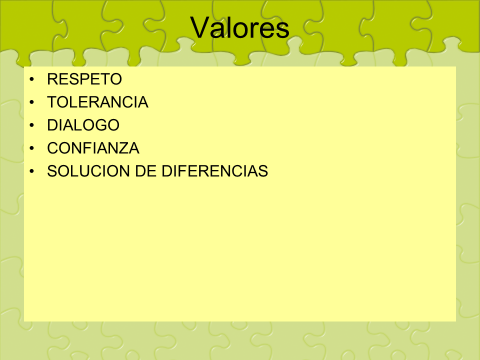 Valores
• RESPETO
• TOLERANCIA
• DIALOGO
• CONFIANZA
• SOLUCION DE DIFERENCIAS